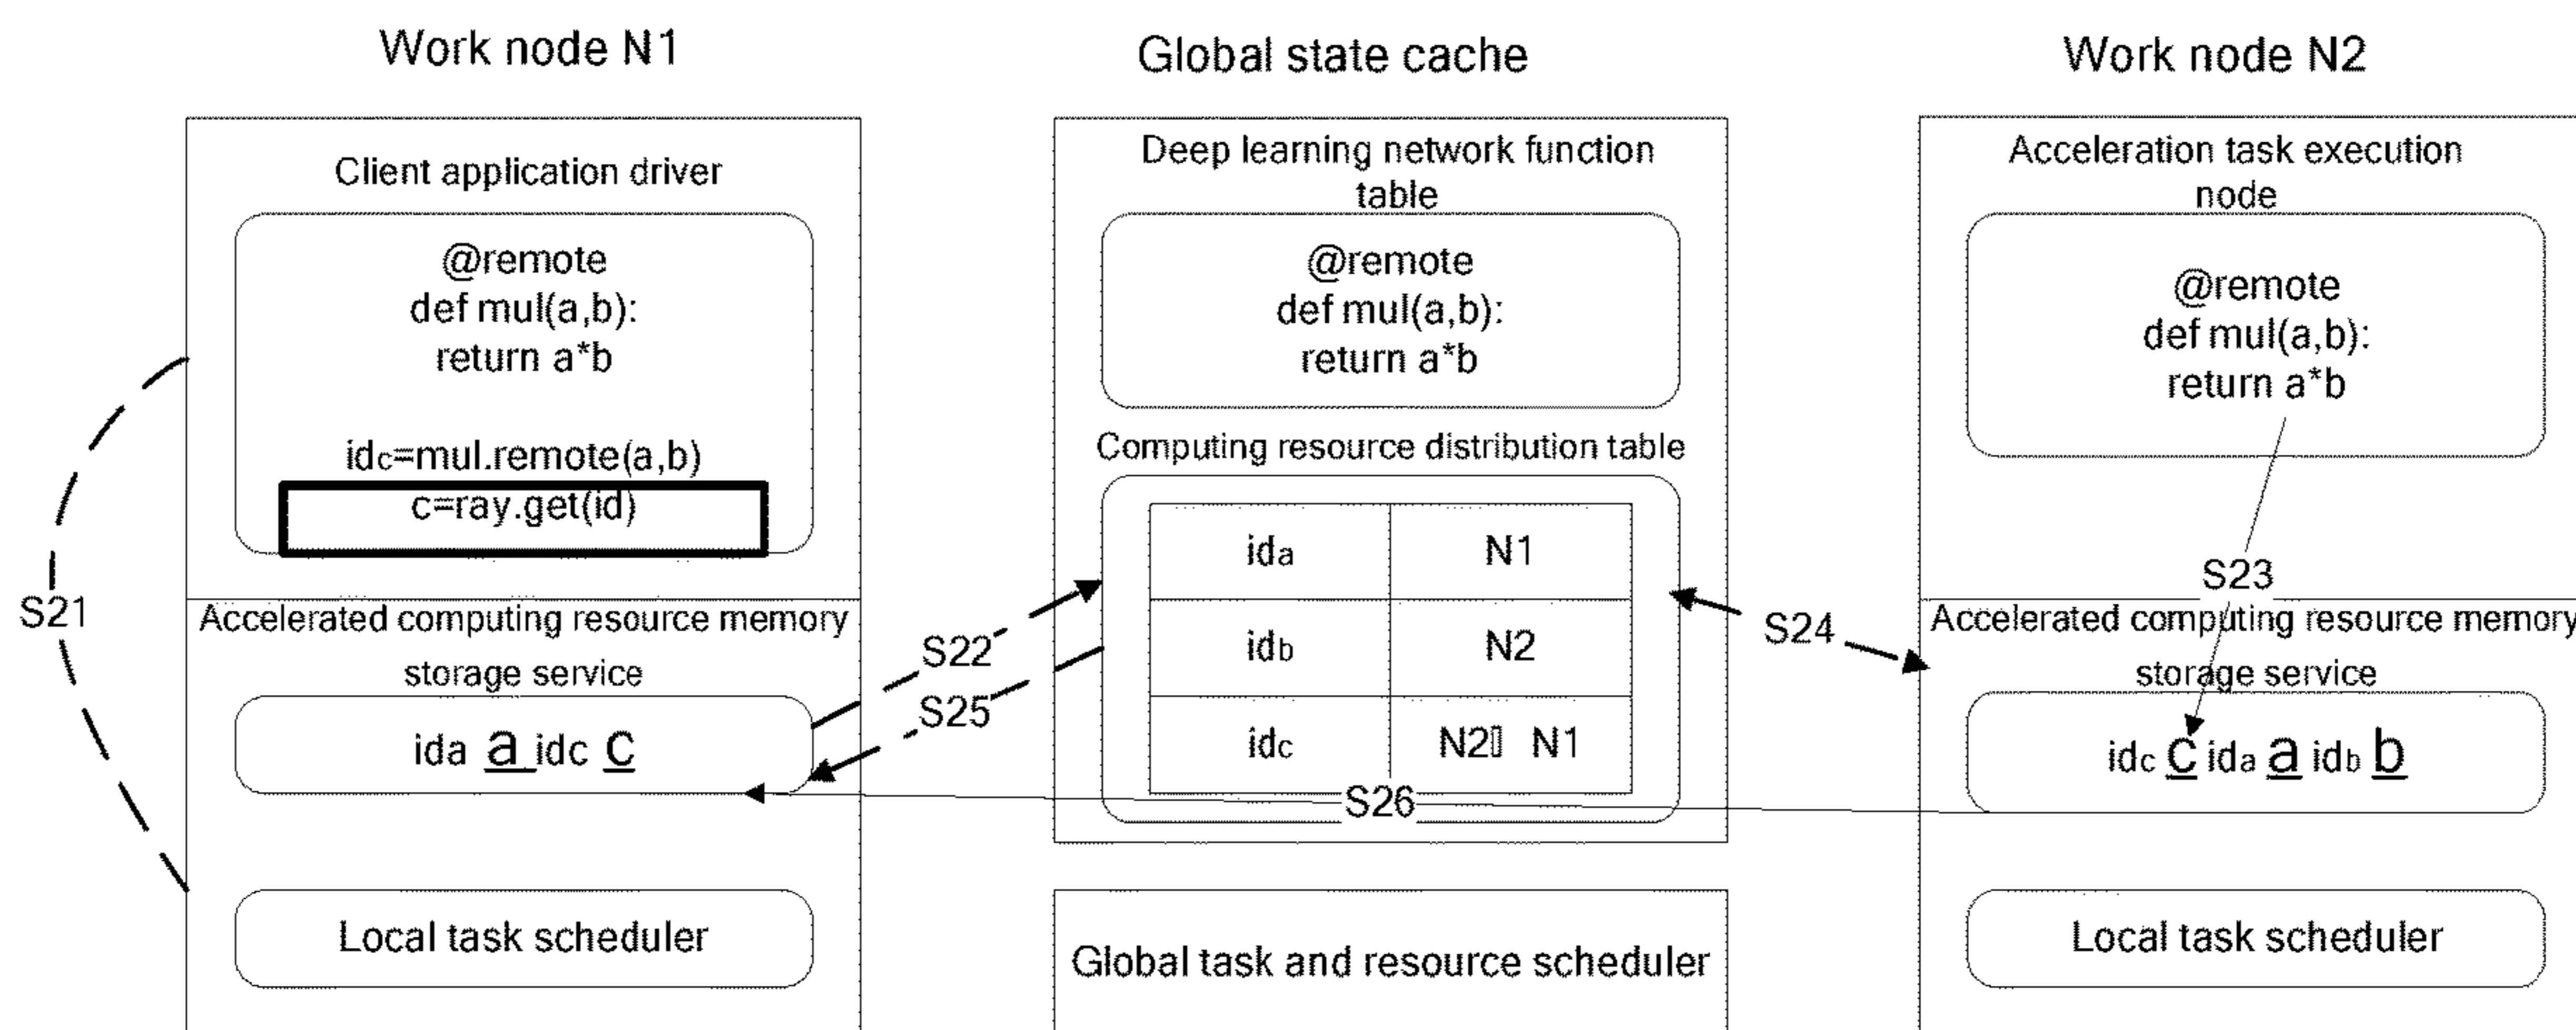 Work node N1
Client application driver
@remote
def mul(a,b):
return a*b
idc=mul.remote(a,b)
c=ray.get(id)
Accelerated computing resource memory
storage service
ida a idc c
Local task scheduler
S21
S22
S25
Global state cache
Deep learning network function
table
@remote
def mul(a,b):
return a*b
Computing resource distribution table
ida N1
idb N2
idc N2▯ N1
S26
Global task and resource scheduler
S24
Work node N2
Acceleration task execution
node
@remote
def mul(a,b):
return a*b
S23
Accelerated computing resource memory
storage service
idc c ida a idb b
Local task scheduler